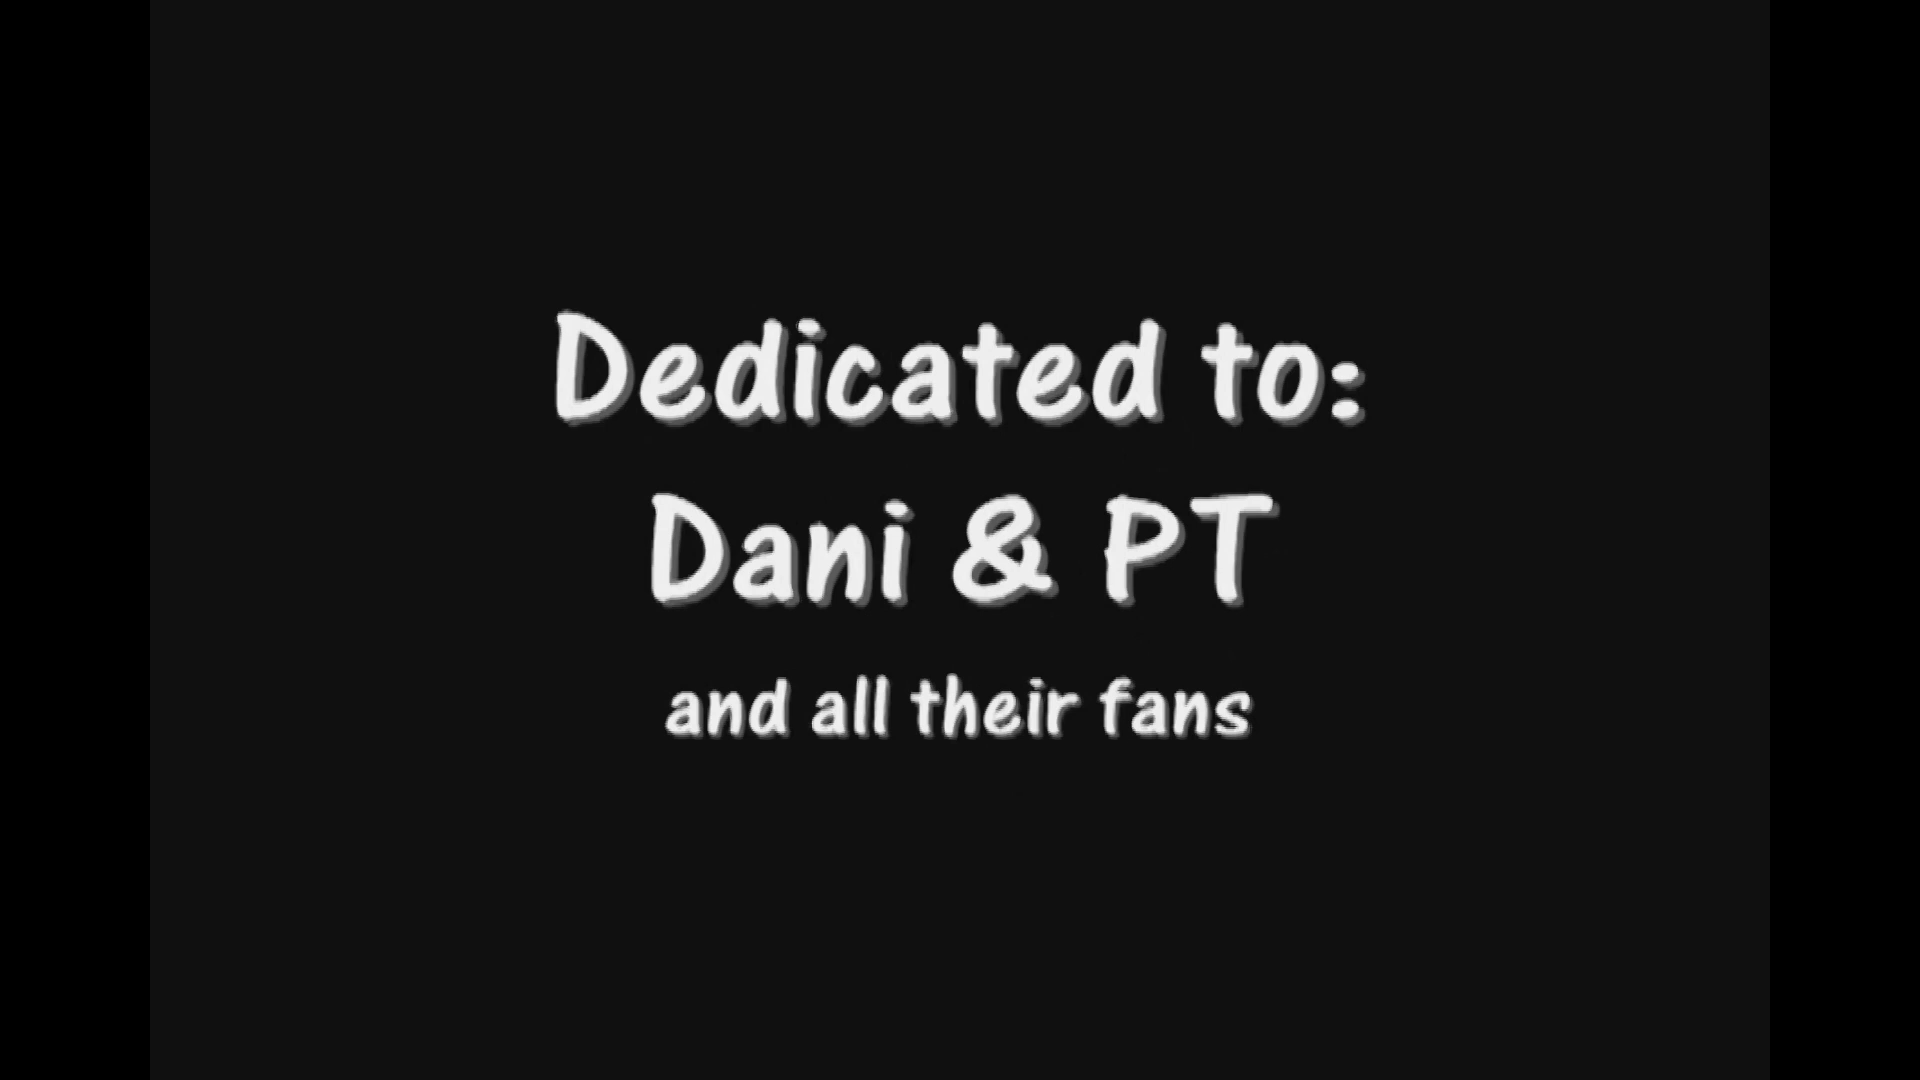 Dedicated to:
Dani & PT
and all their fans